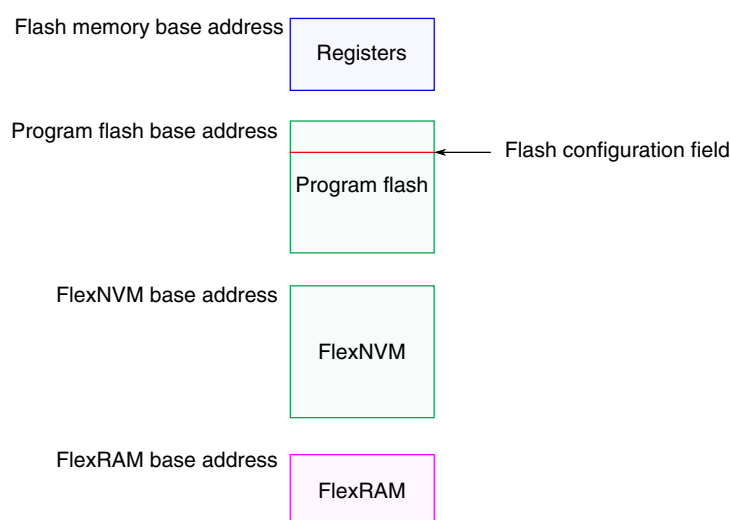 Flash memory base address
Registers
Program flash base address
Flash configuration field
Program flash
FlexNVM base address
FlexNVM
FlexRAM base address
FlexRAM